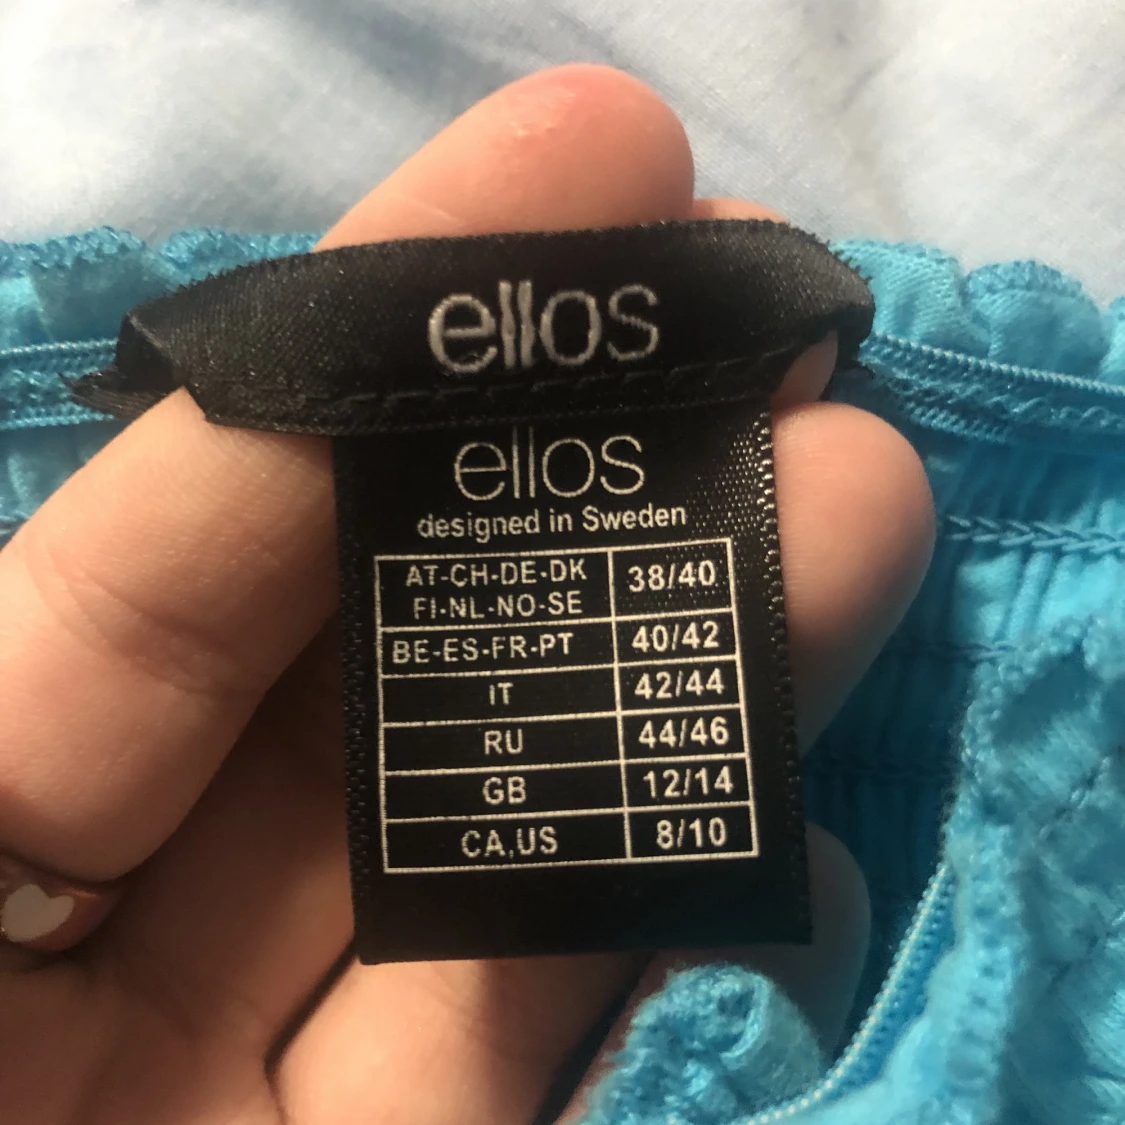 ellos
ellos
designed in Sweden
AT-CH-DE-DK
FI-NL-NO-SE 38/40
BE-ES-FR-PT 40/42
IT 42/44
RU 44/46
GB 12/14
CA,US 8/10